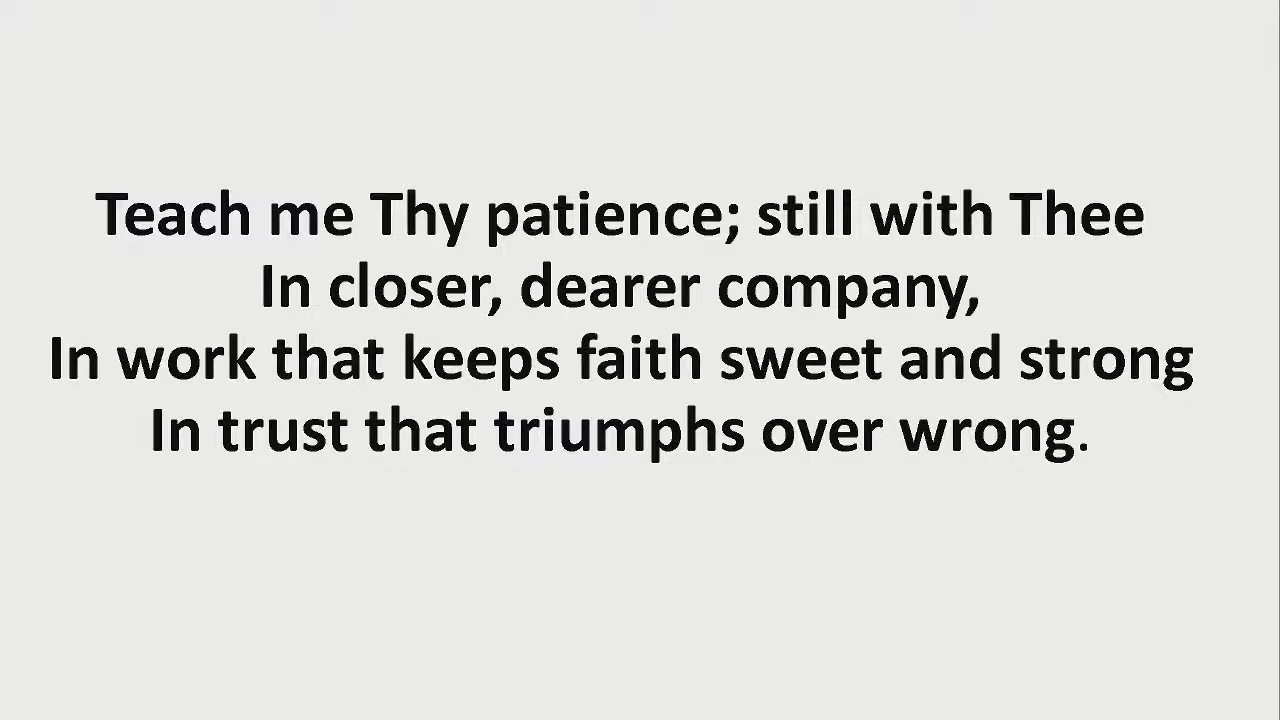 Teach me Thy patience; still with Thee
In closer, dearer company,
In work that keeps faith sweet and strong
In trust that triumphs over wrong.